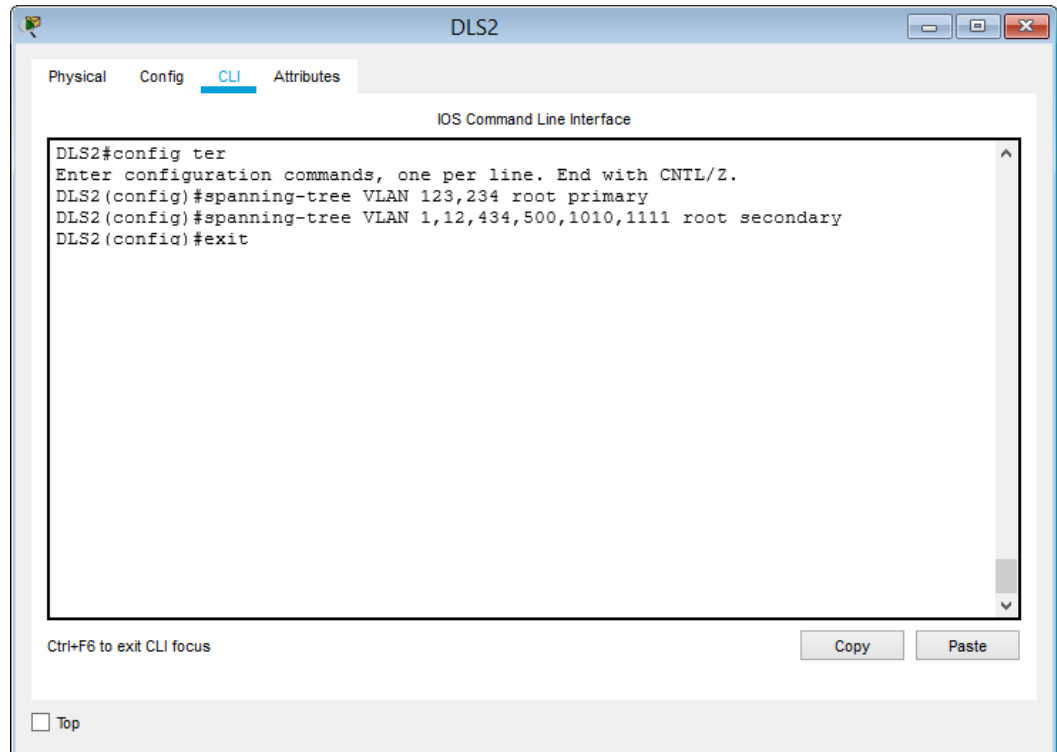 DLS2
Physical Config CLI Attributes
IOS Command Line Interface
DLS2#config ter
Enter configuration commands, one per line. End with CNTL/Z.
DLS2(config)#spanning-tree VLAN 123,234 root primary
DLS2(config)#spanning-tree VLAN 1,12,434,500,1010,1111 root secondary
DLS2(config)#exit
Ctrl+F6 to exit CLI focus
Copy Paste
Top